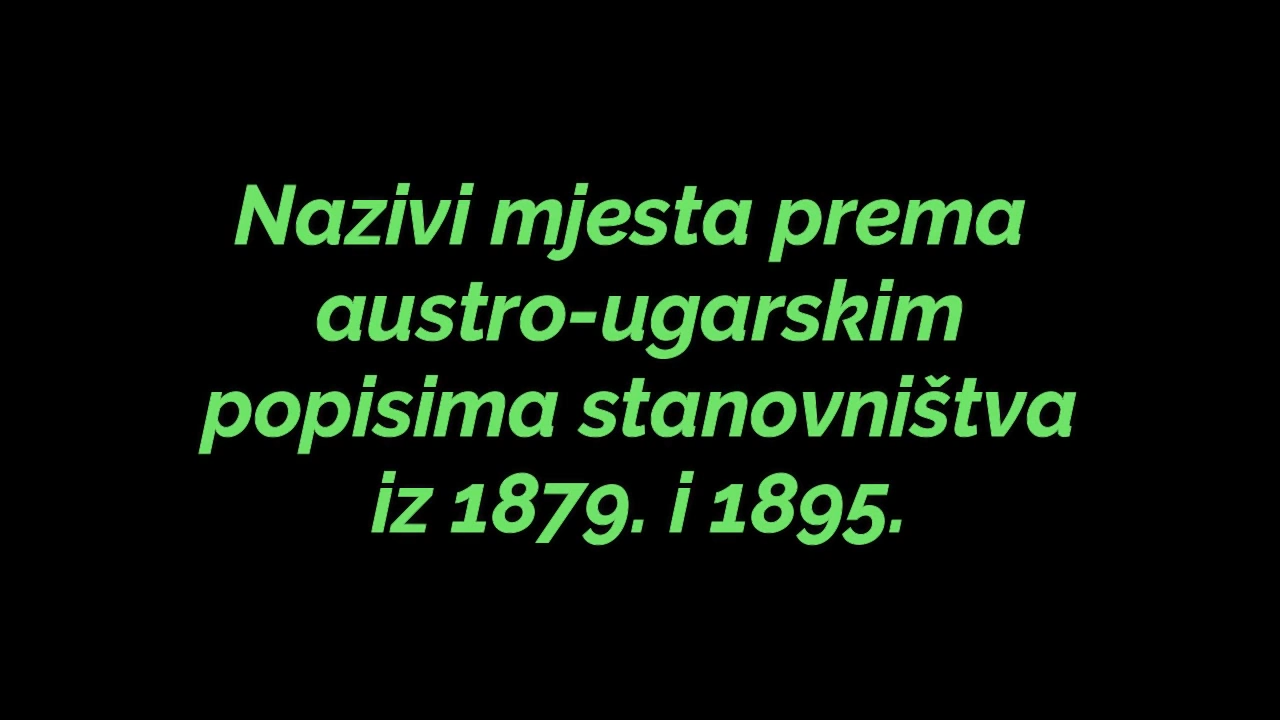 Nazivi mjesta prema
austro-ugarskim
popisima stanovništva
iz 1879. i 1895.